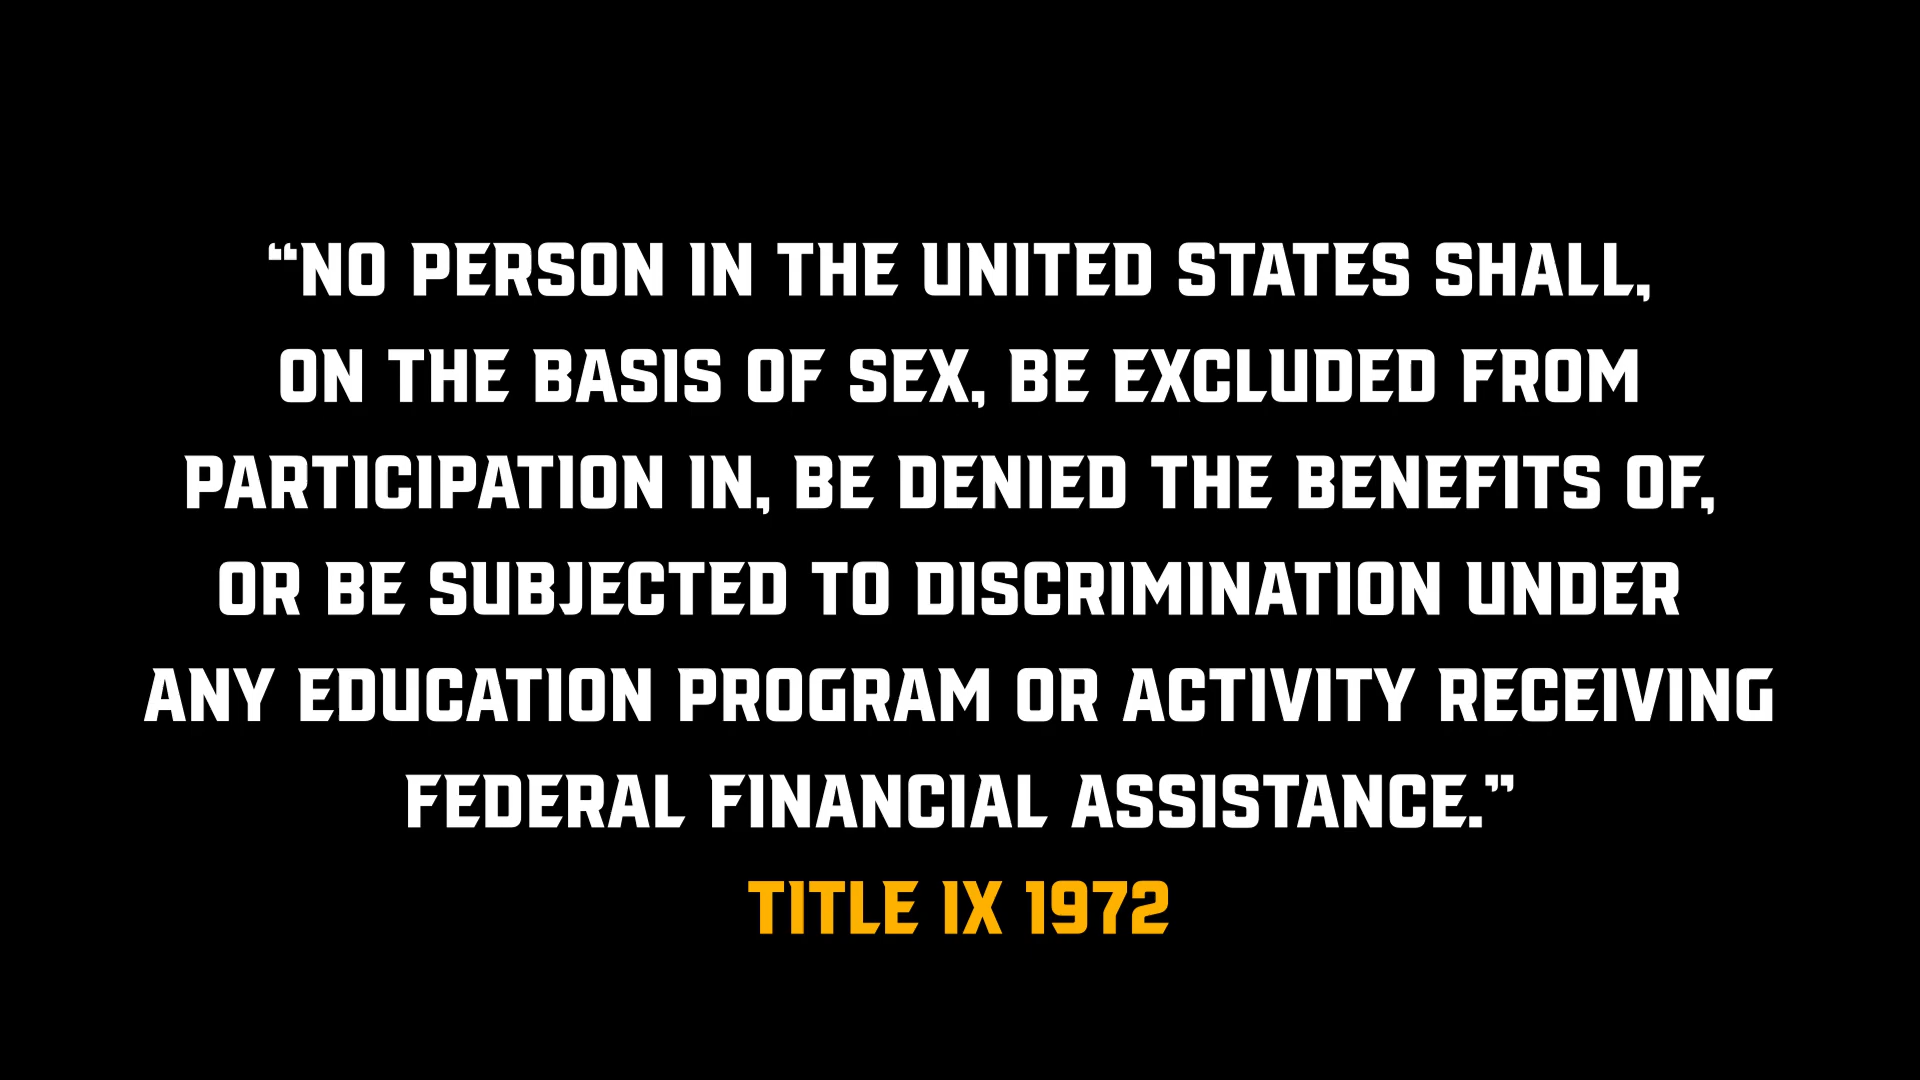 “NO PERSON IN THE UNITED STATES SHALL,
ON THE BASIS OF SEX, BE EXCLUDED FROM
PARTICIPATION IN, BE DENIED THE BENEFITS OF,
OR BE SUBJECTED TO DISCRIMINATION UNDER
ANY EDUCATION PROGRAM OR ACTIVITY RECEIVING
FEDERAL FINANCIAL ASSISTANCE.”
TITLE IX 1972